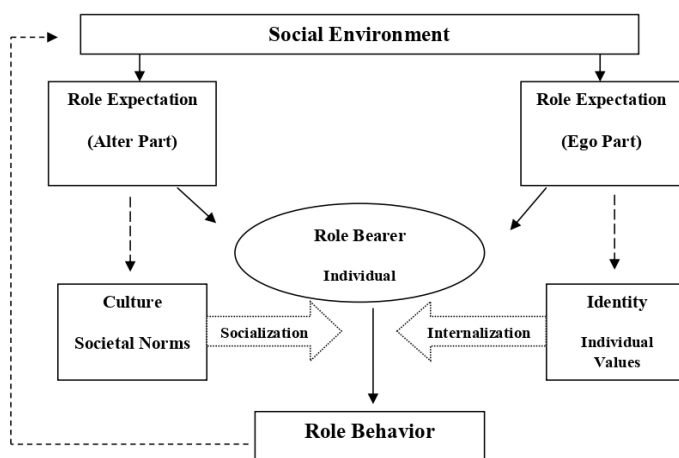 Social Environment
Role Expectation
(Alter Part)
Role Expectation
(Ego Part)
Role Bearer
Individual
Culture
Societal Norms
Socialization
Internalization
Identity
Individual
Values
Role Behavior